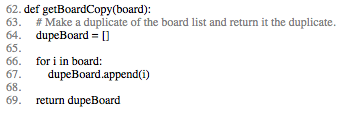 62. def getBoardCopy(board):
63.     # Make a duplicate of the board list and return it the duplicate.
64.     dupeBoard = []
65.
66.     for i in board:
67.         dupeBoard.append(i)
68.
69.     return dupeBoard